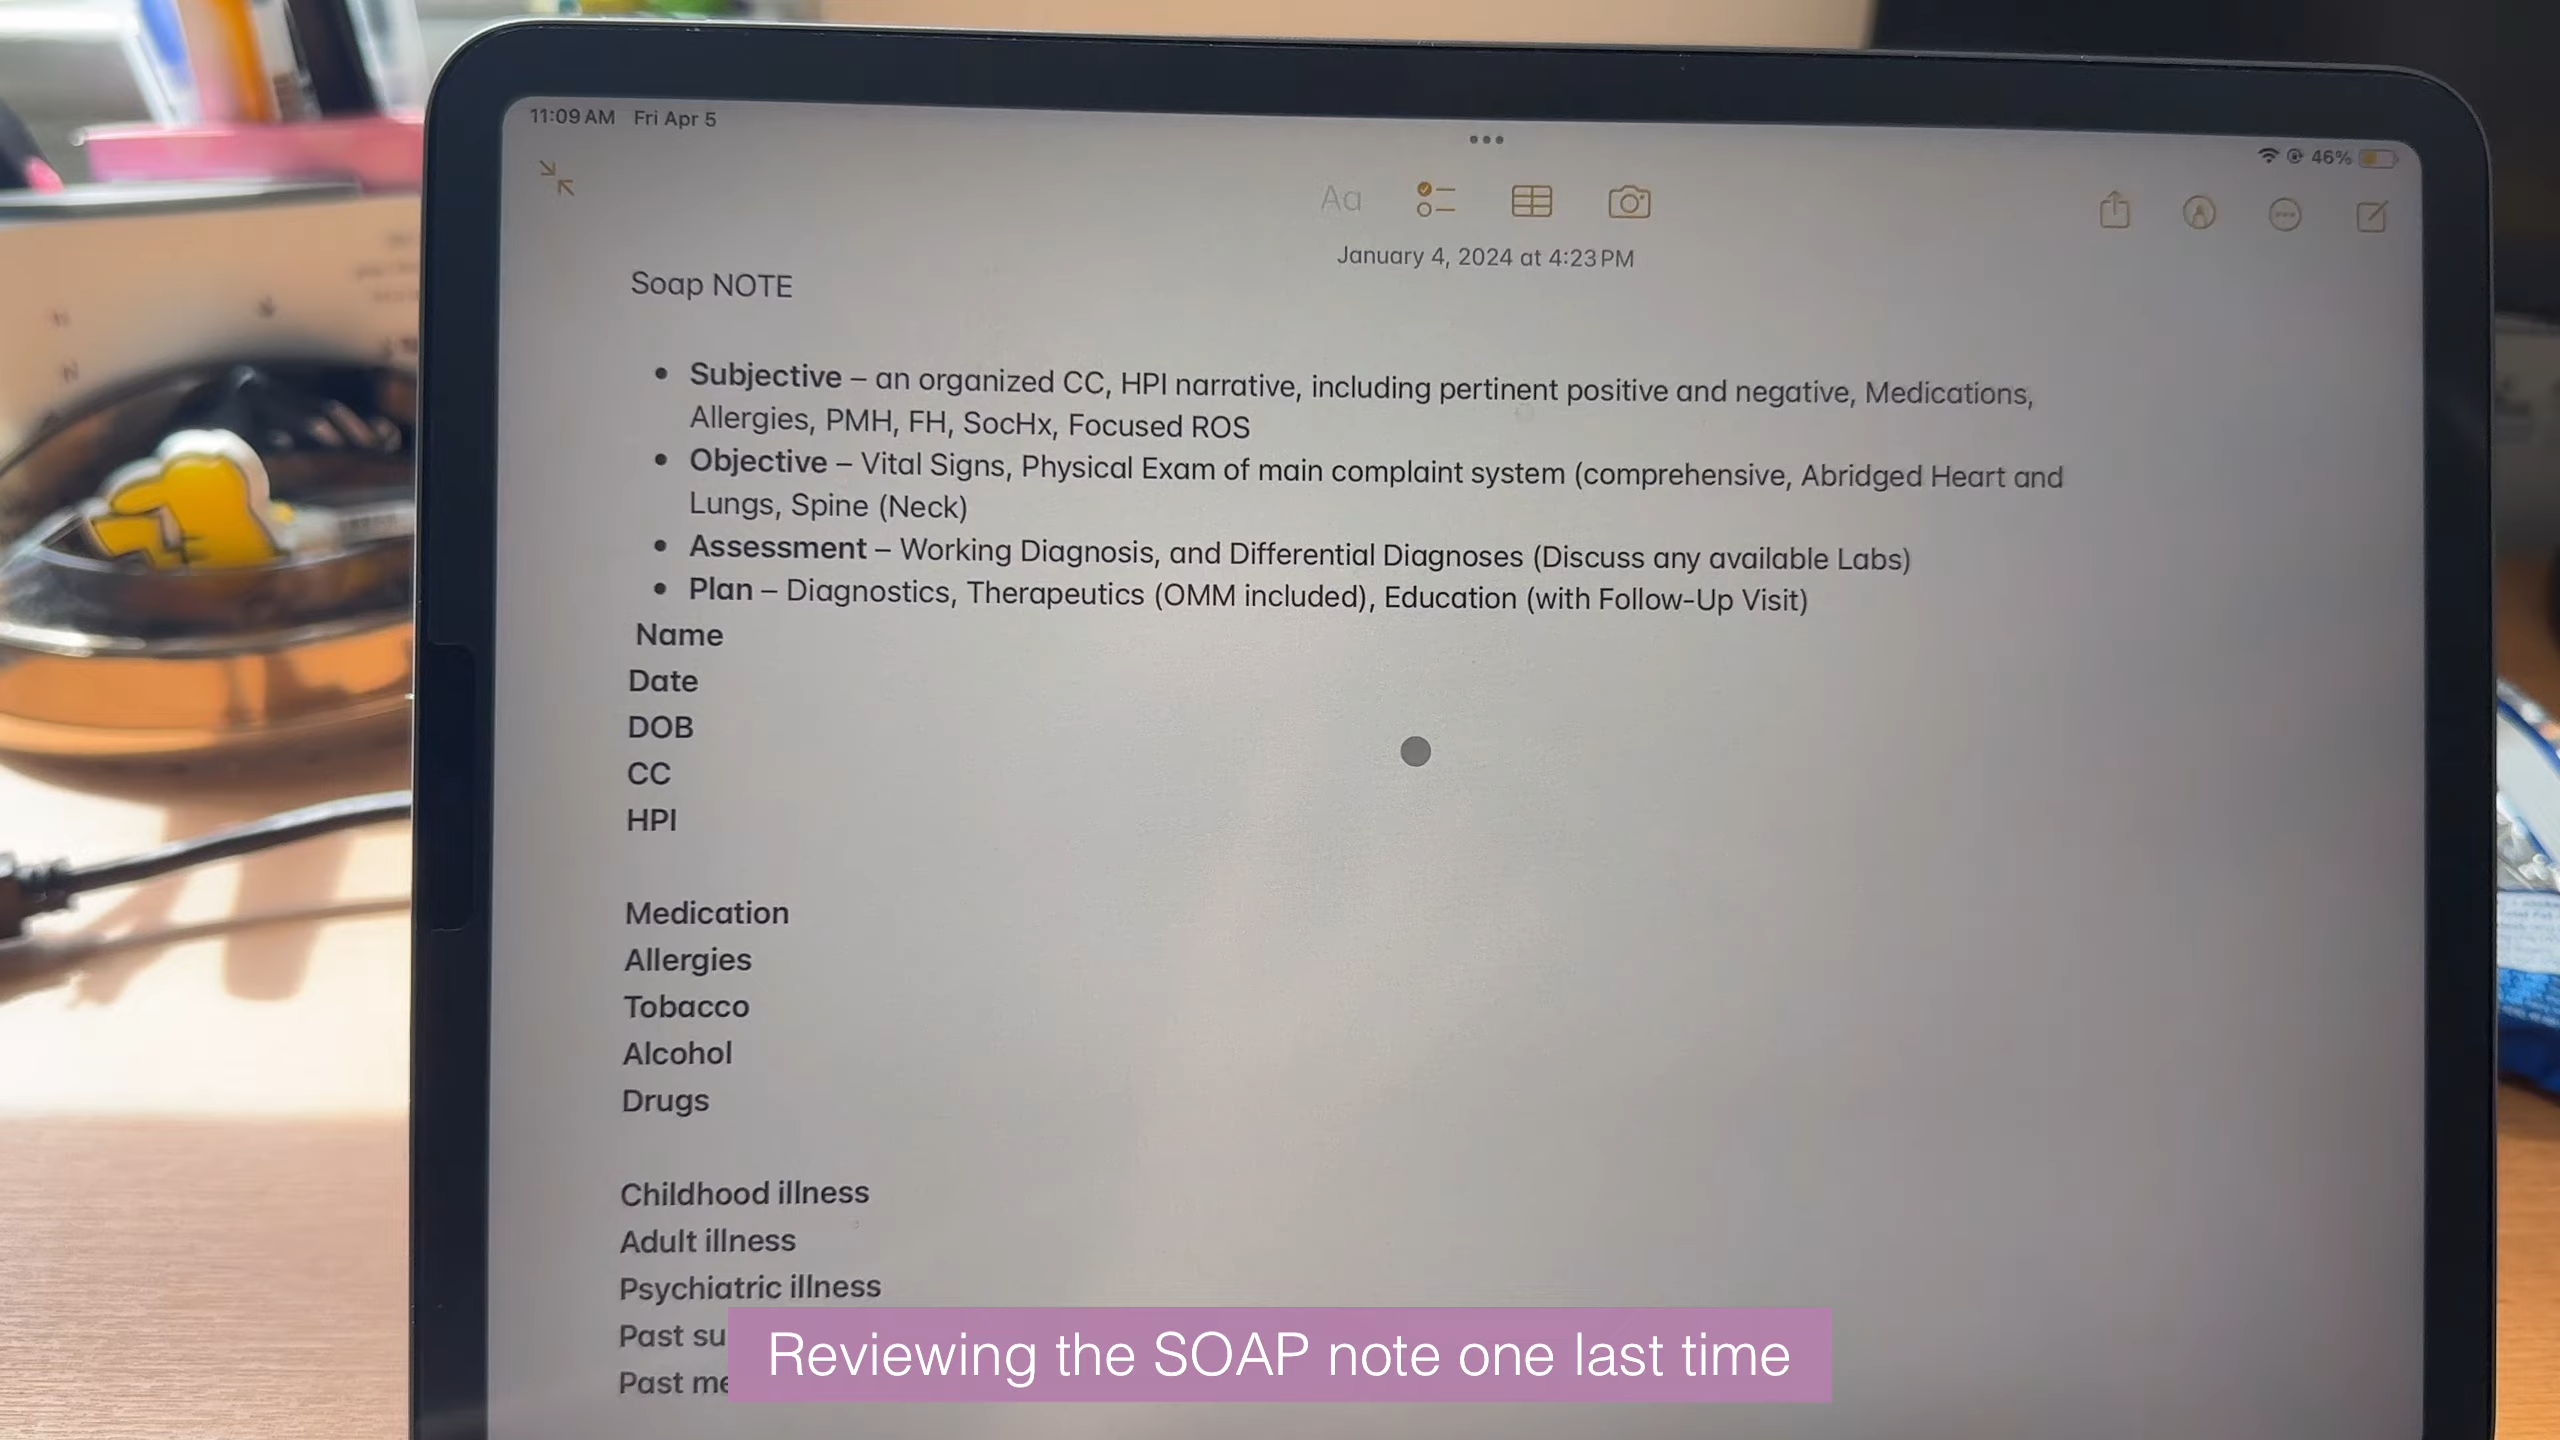 11:09 AM Fri Apr 5
46%
Aa
January 4, 2024 at 4:23 PM
Soap NOTE
• Subjective – an organized CC, HPI narrative, including pertinent positive and negative, Medications,
Allergies, PMH, FH, SocHx, Focused ROS
• Objective – Vital Signs, Physical Exam of main complaint system (comprehensive, Abridged Heart and
Lungs, Spine (Neck)
• Assessment – Working Diagnosis, and Differential Diagnoses (Discuss any available Labs)
• Plan – Diagnostics, Therapeutics (OMM included), Education (with Follow-Up Visit)
Name
Date
DOB
CC
HPI
Medication
Allergies
Tobacco
Alcohol
Drugs
Childhood illness
Adult illness
Psychiatric illness
Past su
Past me
Reviewing the SOAP note one last time